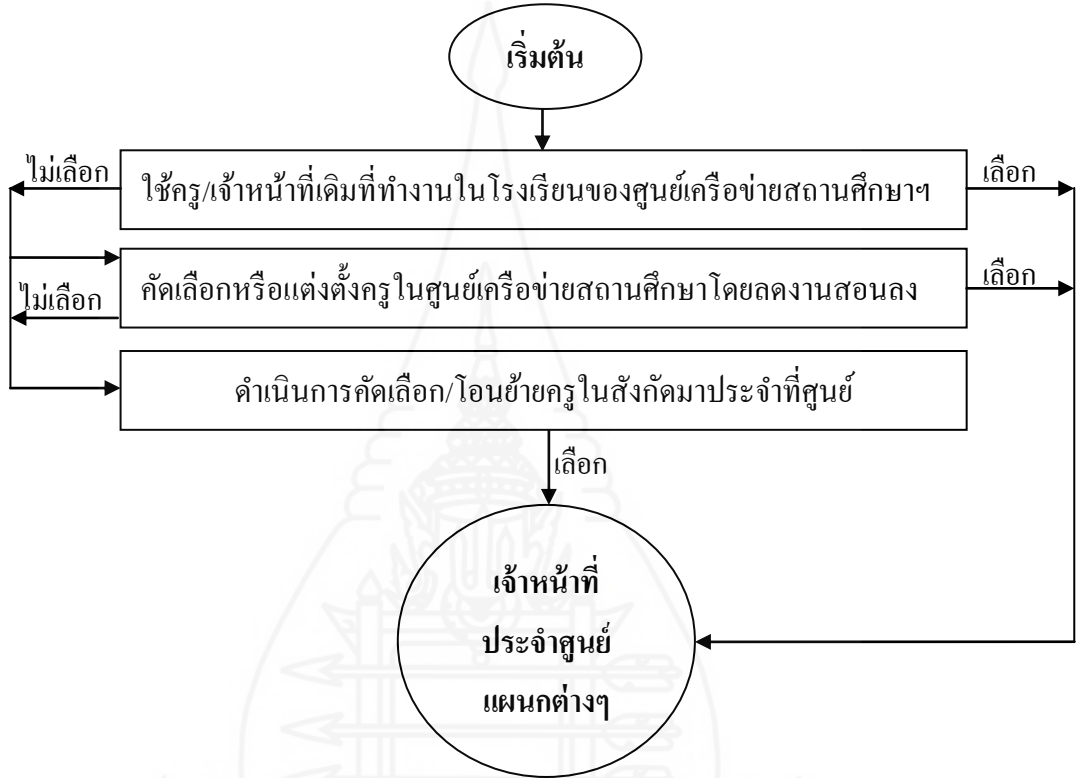 เริ่มต้น
ไม่เลือก
ใช้ครู/เจ้าหน้าที่เดิมที่ทำงานในโรงเรียนของศูนย์เครือข่ายสถานศึกษาฯ
เลือก
ไม่เลือก
คัดเลือกหรือแต่งตั้งครูในศูนย์เครือข่ายสถานศึกษาโดยลดงานสอนลง
เลือก
ดำเนินการคัดเลือก/โอนย้ายครูในสังกัดมาประจำที่ศูนย์
เลือก
เจ้าหน้าที่
ประจำศูนย์
แผนกต่างๆ